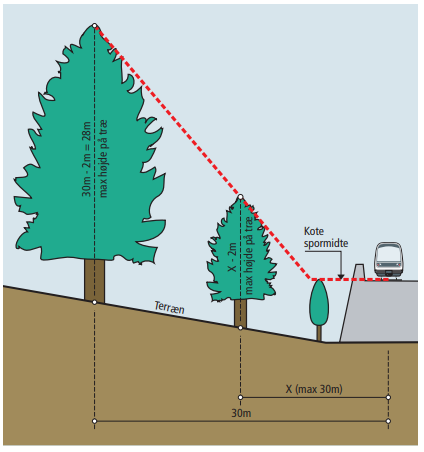 30m - 2m = 28m
max højde på træ
X - 2m
max højde på træ
Kote
spormidte
Terræn
X (max 30m)
30m